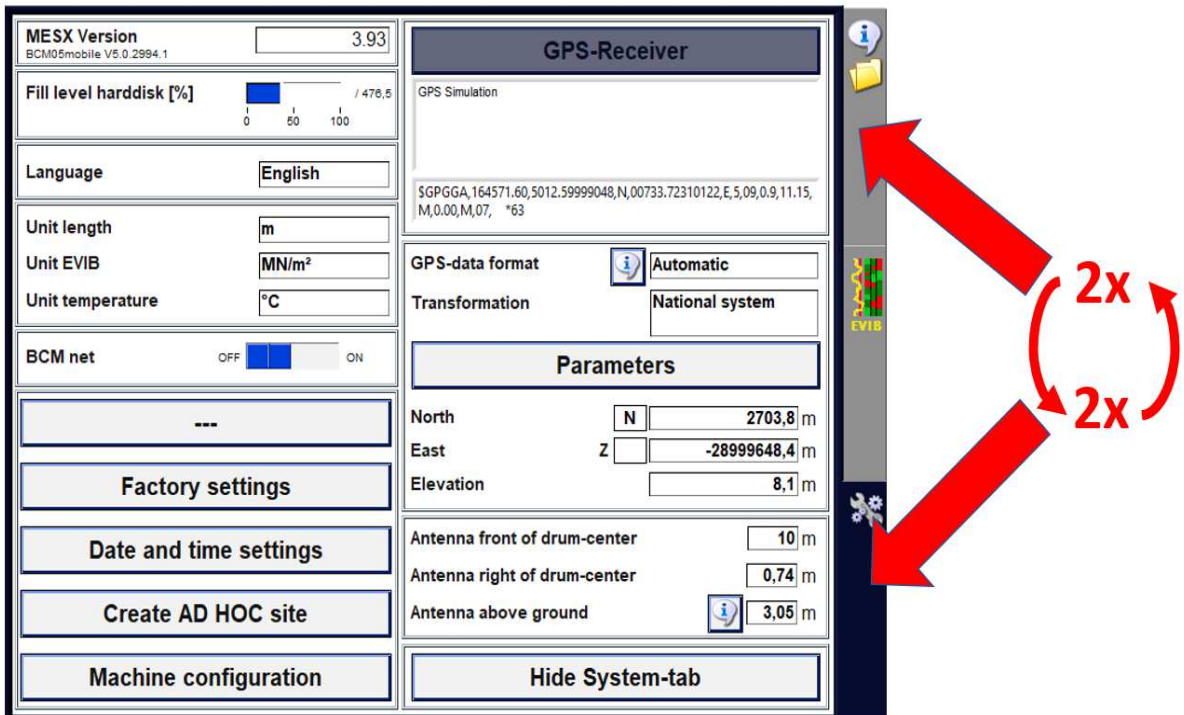 MESX Version
3.93
BCM05mobile V5.0.2994.1
Fill level harddisk [%]
/ 476,5
0 50 100
Language
English
Unit length
m
Unit EVIB
MN/m²
Unit temperature
°C
BCM net
OFF
ON
---
Factory settings
Date and time settings
Create AD HOC site
Machine configuration
GPS-Receiver
GPS Simulation
$GPGGA,164571.60,5012.59999048,N,00733.72310122,E,5,09,0.9,11.15,
M,0.00,M,07, *63
GPS-data format
Automatic
Transformation
National system
Parameters
North
N
2703,8 m
East
Z
-28999648,4 m
Elevation
8,1 m
Antenna front of drum-center
10 m
Antenna right of drum-center
0,74 m
Antenna above ground
3,05 m
Hide System-tab
EVIB
2x
2x